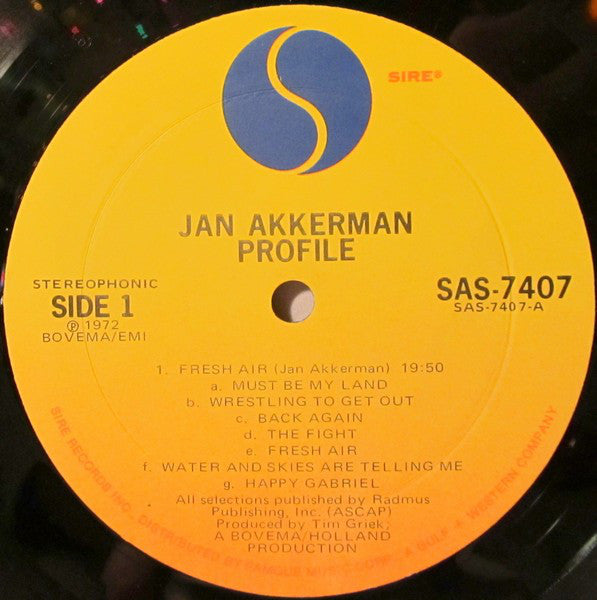 SIRE®
JAN AKKERMAN
PROFILE
STEREOPHONIC
SIDE 1
℗ 1972
BOVEMA/EMI
SAS-7407
SAS-7407-A
1. FRESH AIR (Jan Akkerman) 19:50
a. MUST BE MY LAND
b. WRESTLING TO GET OUT
c. BACK AGAIN
d. THE FIGHT
e. FRESH AIR
f. WATER AND SKIES ARE TELLING ME
g. HAPPY GABRIEL
All selections published by Radmus
Publishing, Inc. (ASCAP)
Produced by Tim Griek,
A BOVEMA/HOLLAND
PRODUCTION
SIRE RECORDS INC., DISTRIBUTED BY FAMOUS MUSIC CORP. A GULF + WESTERN COMPANY